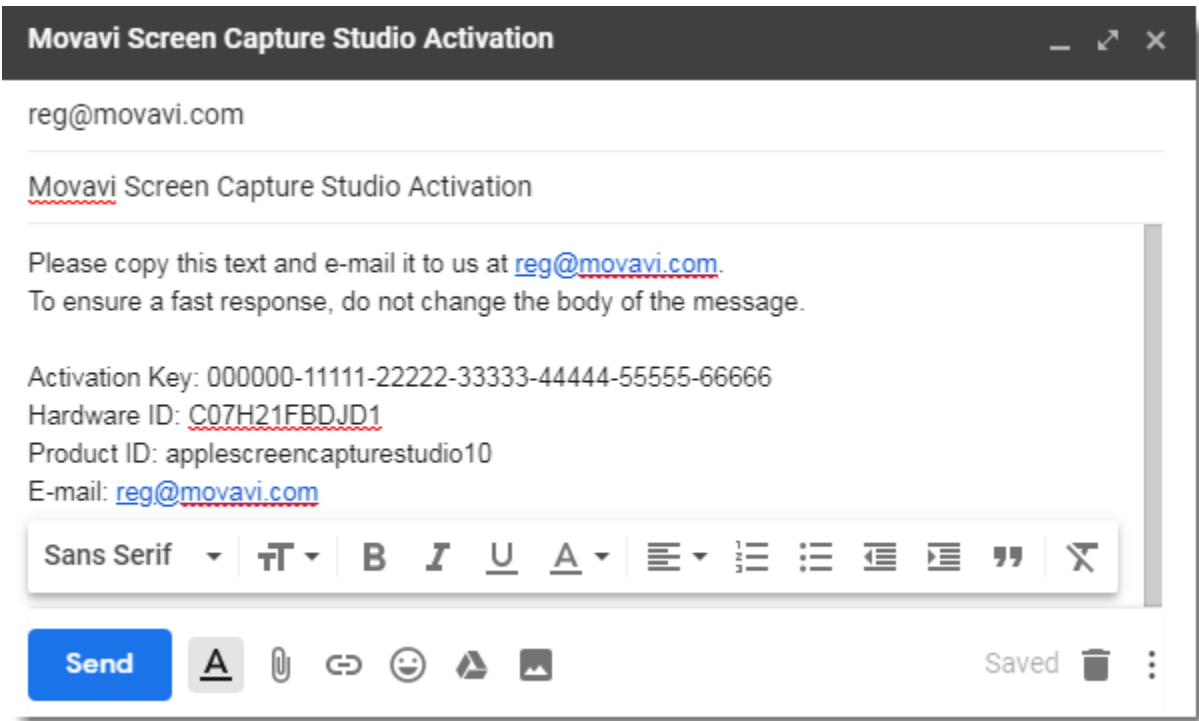 Movavi Screen Capture Studio Activation
reg@movavi.com
Movavi Screen Capture Studio Activation
Please copy this text and e-mail it to us at reg@movavi.com.
To ensure a fast response, do not change the body of the message.
Activation Key: 000000-11111-22222-33333-44444-55555-66666
Hardware ID: C07H21FBDJD1
Product ID: applescreencapturestudio10
E-mail: reg@movavi.com
Sans Serif TT B I U A
Send A Saved